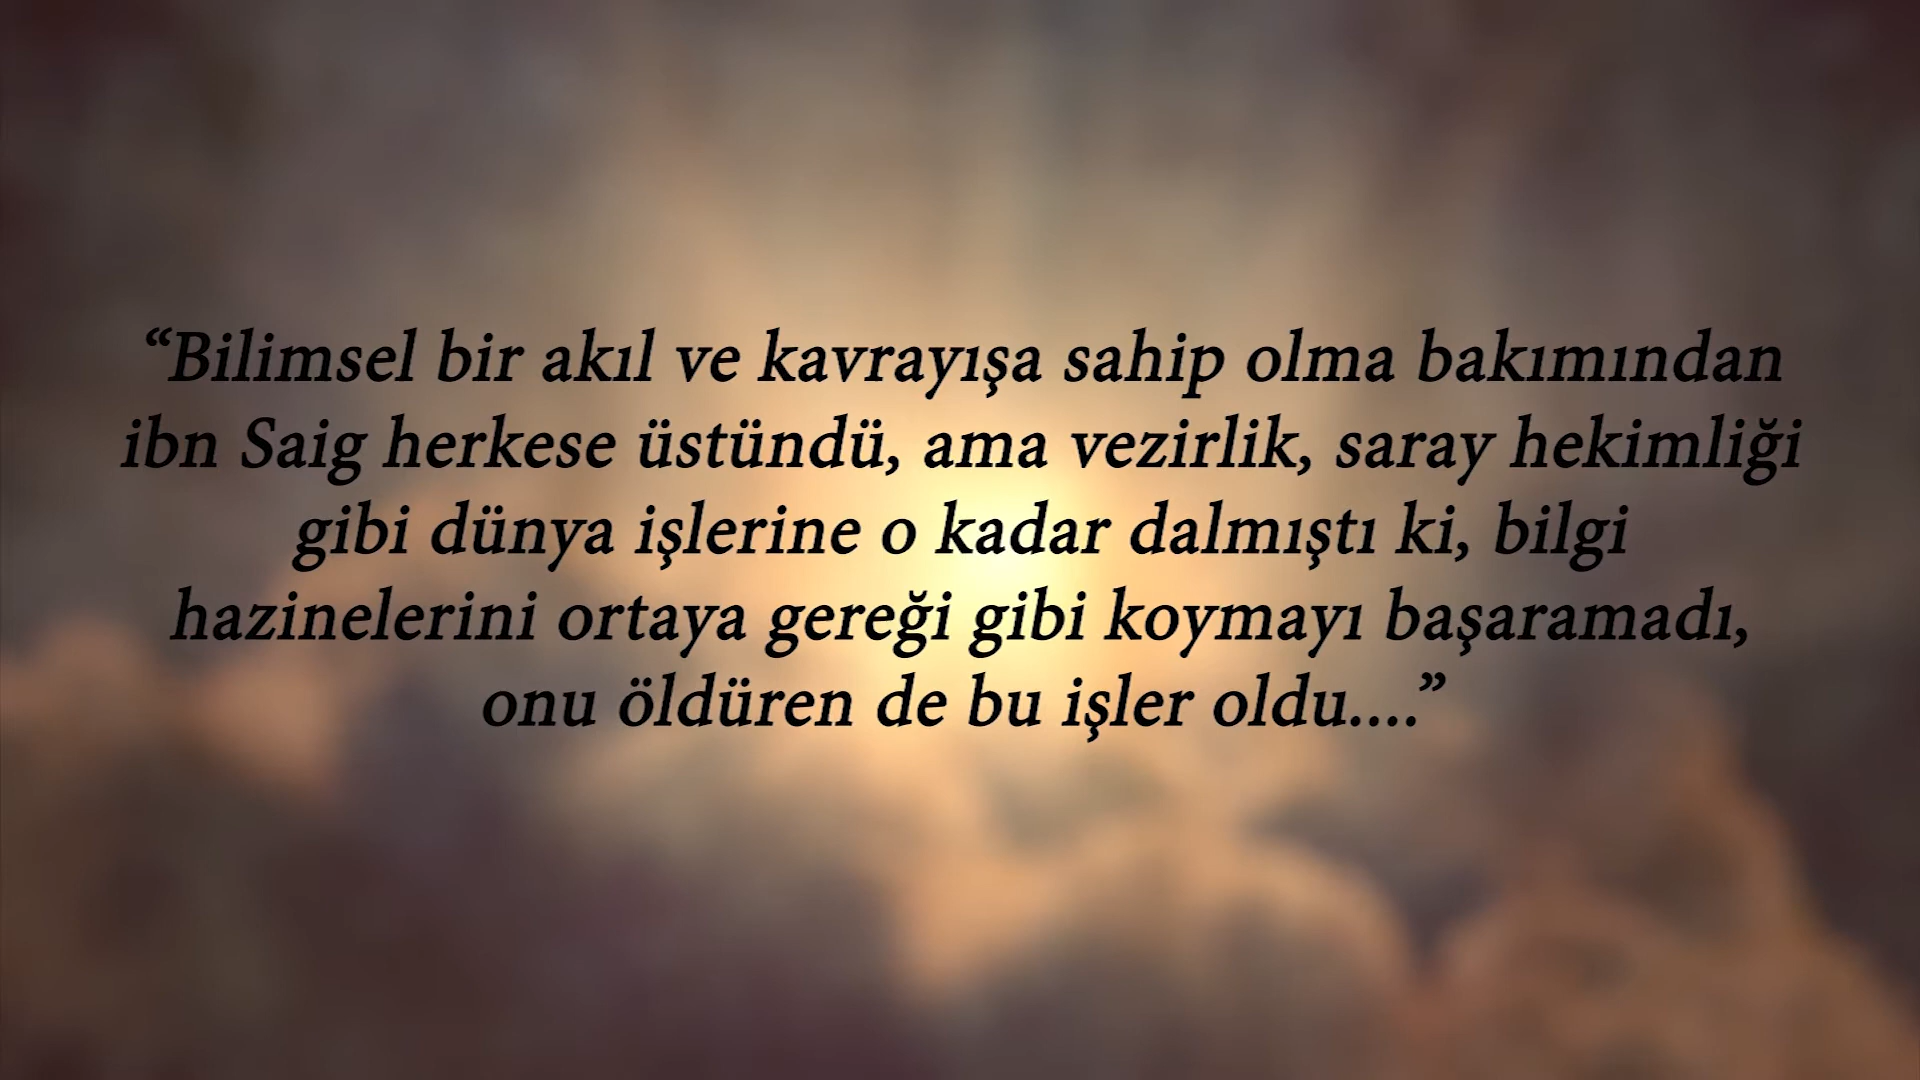 “Bilimsel bir akıl ve kavrayışa sahip olma bakımından
ibn Saig herkese üstündü, ama vezirlik, saray hekimliği
gibi dünya işlerine o kadar dalmıştı ki, bilgi
hazinelerini ortaya gereği gibi koymayı başaramadı,
onu öldüren de bu işler oldu....”